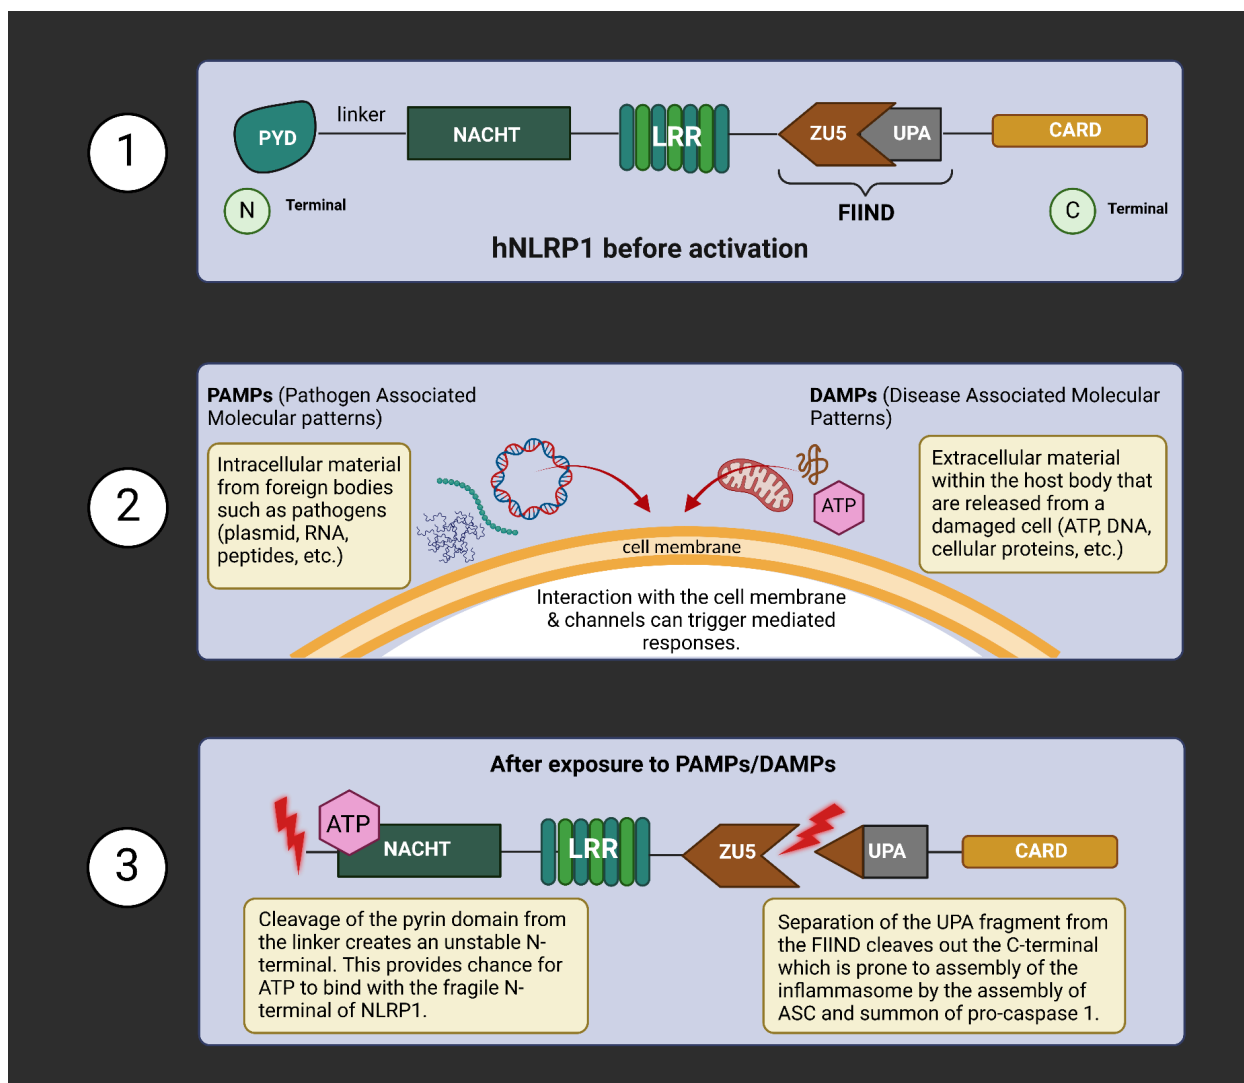 1
PYD
linker
NACHT
LRR
ZU5
UPA
CARD
FIIND
N
Terminal
C
Terminal
hNLRP1 before activation
2
PAMPs (Pathogen Associated
Molecular patterns)
Intracellular material
from foreign bodies
such as pathogens
(plasmid, RNA,
peptides, etc.)
DAMPs (Disease Associated Molecular
Patterns)
Extracellular material
within the host body that
are released from a
damaged cell (ATP, DNA,
cellular proteins, etc.)
ATP
cell membrane
Interaction with the cell membrane
& channels can trigger mediated
responses.
3
After exposure to PAMPs/DAMPs
ATP
NACHT
LRR
ZU5
UPA
CARD
Cleavage of the pyrin domain from
the linker creates an unstable N-
terminal. This provides chance for
ATP to bind with the fragile N-
terminal of NLRP1.
Separation of the UPA fragment from
the FIIND cleaves out the C-terminal
which is prone to assembly of the
inflammasome by the assembly of
ASC and summon of pro-caspase 1.